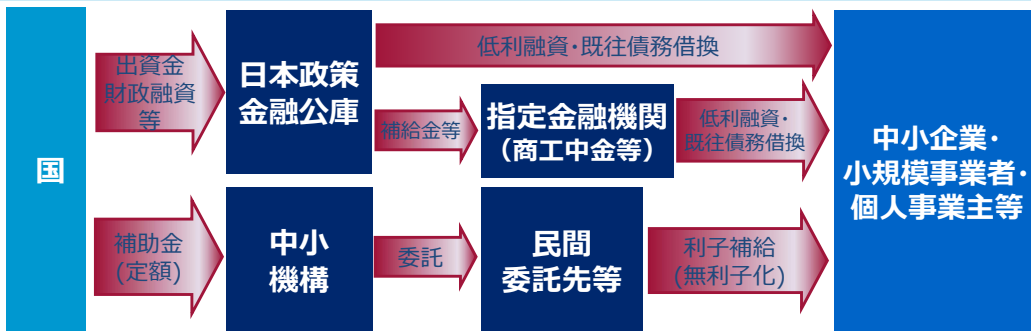 国
出資金
財政融資
等
日本政策
金融公庫
低利融資・既往債務借換
補給金等
指定金融機関
（商工中金等）
低利融資・
既往債務借換
補助金
(定額)
中小
機構
委託
民間
委託先等
利子補給
(無利子化)
中小企業・
小規模事業者・
個人事業主等